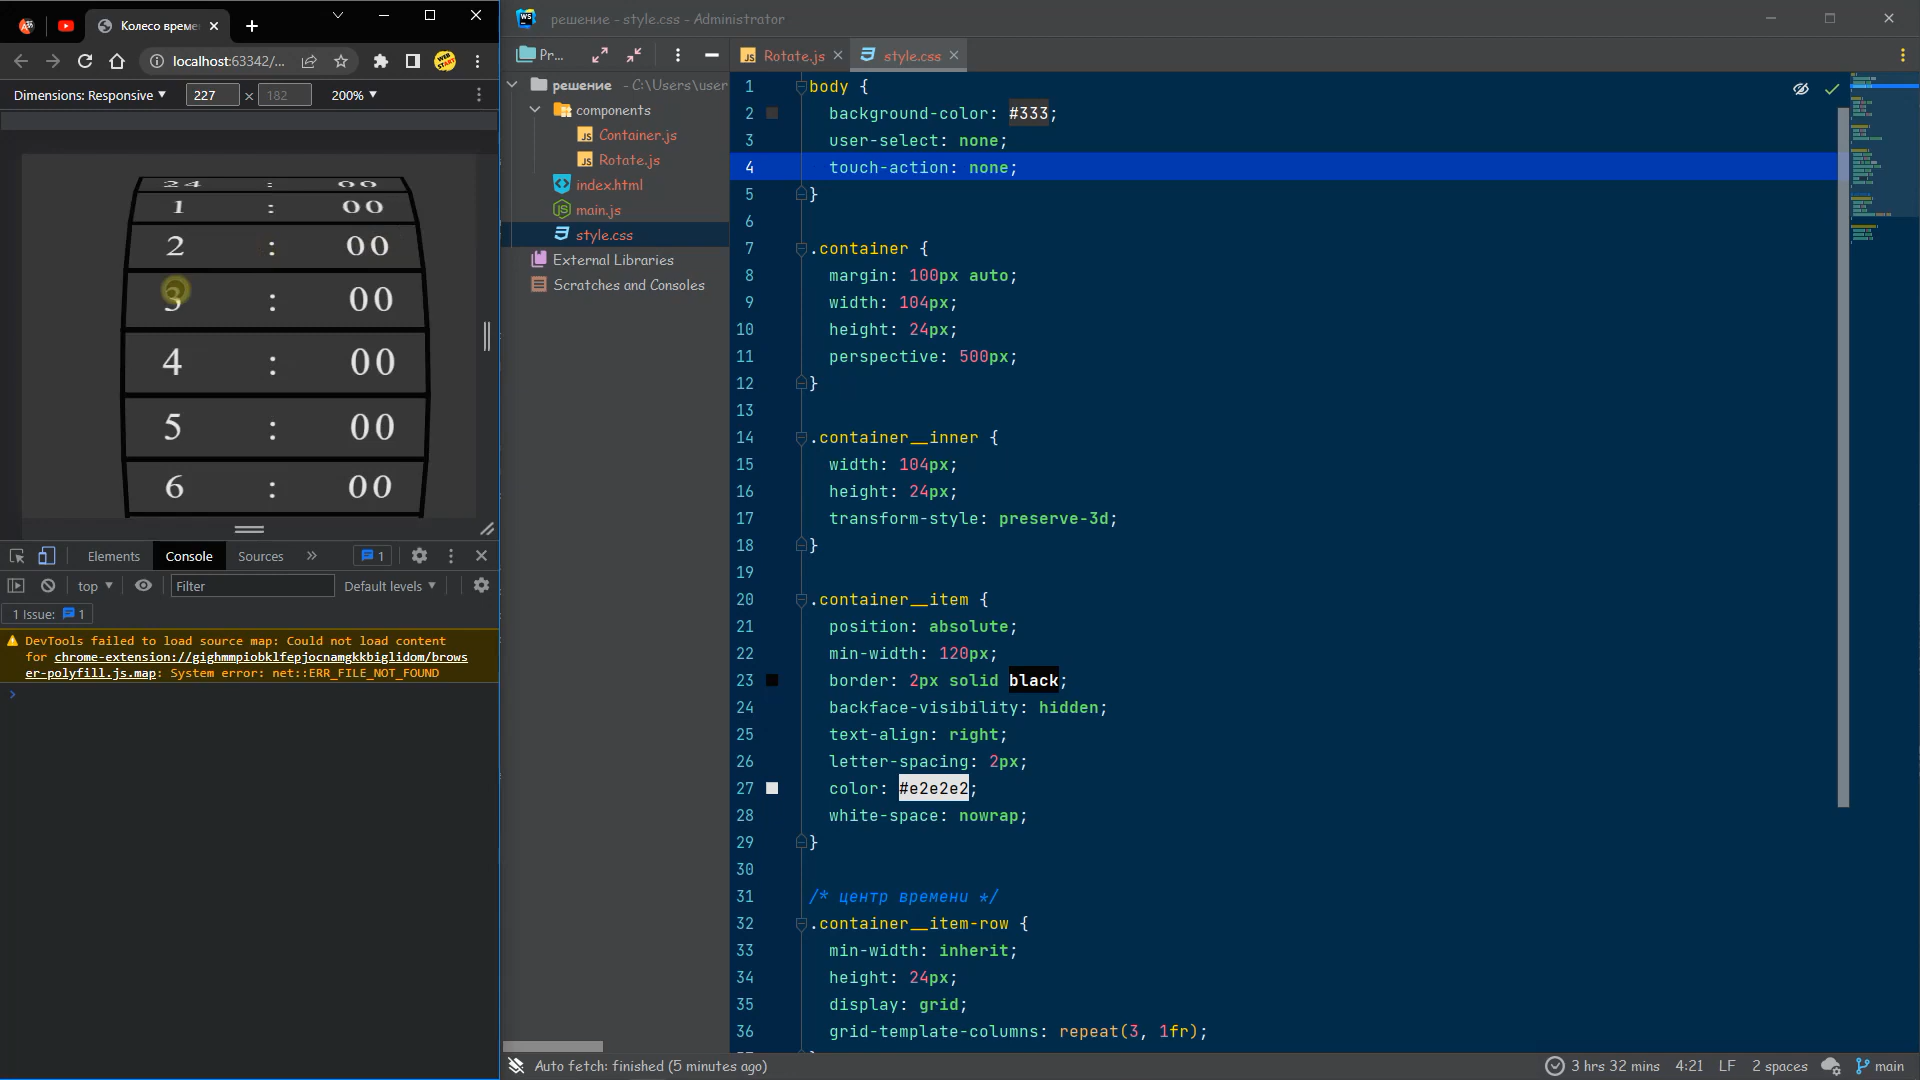 Колесо време
localhost:63342/...
Dimensions: Responsive
227
×
182
200%
24 : 00
1 : 00
2 : 00
3 : 00
4 : 00
5 : 00
6 : 00
Elements
Console
Sources
1
top
Filter
Default levels
1 Issue: 1
DevTools failed to load source map: Could not load content
for chrome-extension://gighmmpiobklfepjocnamgkkbiglidom/brows
er-polyfill.js.map: System error: net::ERR_FILE_NOT_FOUND
решение – style.css - Administrator
Pr...
решение - C:\Users\user
components
Container.js
Rotate.js
index.html
main.js
style.css
External Libraries
Scratches and Consoles
Rotate.js
style.css
1 body {
2 background-color: #333;
3 user-select: none;
4 touch-action: none;
5 }
6
7 .container {
8 margin: 100px auto;
9 width: 104px;
10 height: 24px;
11 perspective: 500px;
12 }
13
14 .container__inner {
15 width: 104px;
16 height: 24px;
17 transform-style: preserve-3d;
18 }
19
20 .container__item {
21 position: absolute;
22 min-width: 120px;
23 border: 2px solid black;
24 backface-visibility: hidden;
25 text-align: right;
26 letter-spacing: 2px;
27 color: #e2e2e2;
28 white-space: nowrap;
29 }
30
31 /* центр времени */
32 .container__item-row {
33 min-width: inherit;
34 height: 24px;
35 display: grid;
36 grid-template-columns: repeat(3, 1fr);
Auto fetch: finished (5 minutes ago)
3 hrs 32 mins
4:21
LF
2 spaces
main